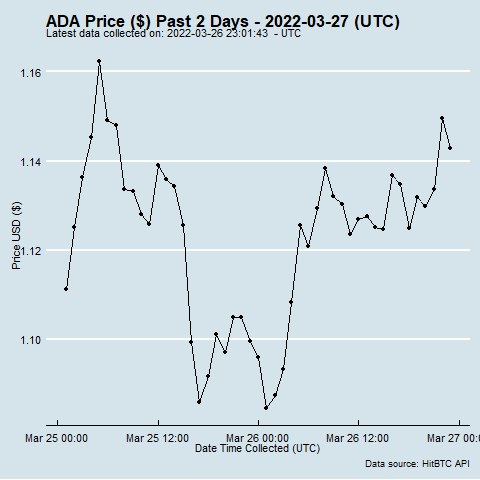 ADA Price ($) Past 2 Days - 2022-03-27 (UTC)
Latest data collected on: 2022-03-26 23:01:43  - UTC
1.16
1.14
1.12
1.10
Price USD ($)
Mar 25 00:00 Mar 25 12:00 Mar 26 00:00 Mar 26 12:00 Mar 27 00:0
Date Time Collected (UTC)
Data source: HitBTC API